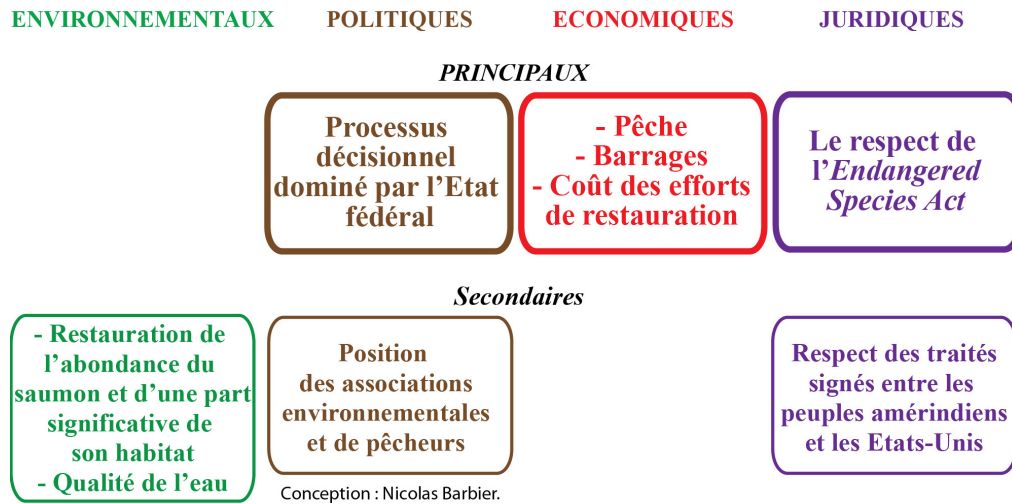 ENVIRONNEMENTAUX POLITIQUES ECONOMIQUES JURIDIQUES
PRINCIPAUX
Processus
décisionnel
dominé par l’Etat
fédéral
- Pêche
- Barrages
- Coût des efforts
de restauration
Le respect de
l’Endangered
Species Act
Secondaires
- Restauration de
l’abondance du
saumon et d’une part
significative de
son habitat
- Qualité de l’eau
Position
des associations
environnementales
et de pêcheurs
Respect des traités
signés entre les
peuples amérindiens
et les Etats-Unis
Conception : Nicolas Barbier.